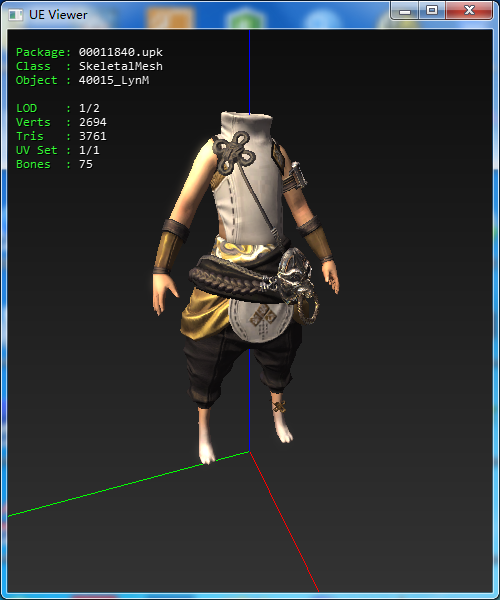 UE Viewer
Package: 00011840.upk
Class : SkeletalMesh
Object : 40015_LynM
LOD : 1/2
Verts : 2694
Tris : 3761
UV Set : 1/1
Bones : 75